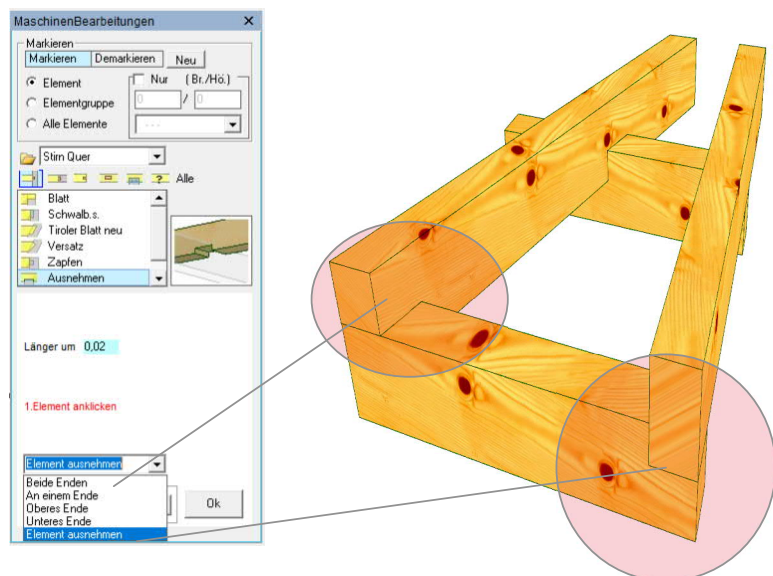 MaschinenBearbeitungen
Markieren
Markieren Demarkieren Neu
Element
Nur (Br./Hö.)
Elementgruppe
0 / 0
Alle Elemente
---
Stirn Quer
? Alle
Blatt
Schwalb.s.
Tiroler Blatt neu
Versatz
Zapfen
Ausnehmen
Länger um 0,02
1.Element anklicken
Element ausnehmen
Beide Enden
An einem Ende
Oberes Ende
Unteres Ende
Element ausnehmen
Ok